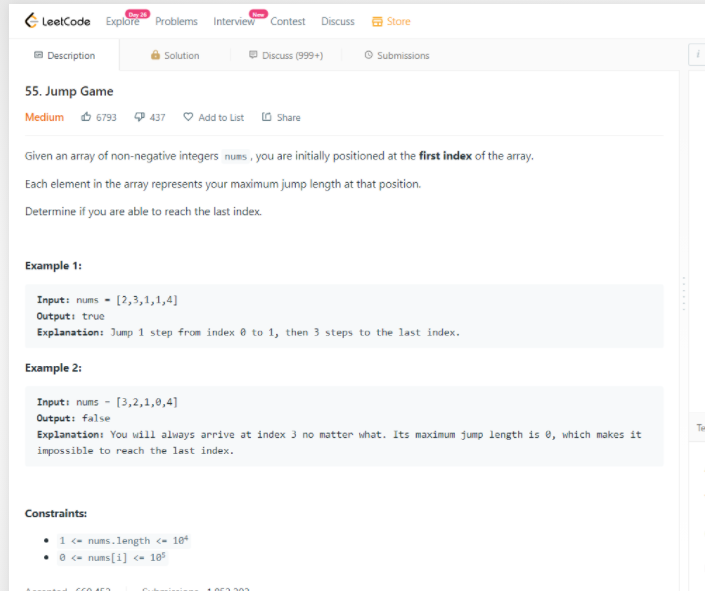 Day 26 New
LeetCode Explore Problems Interview Contest Discuss Store
Description Solution Discuss (999+) Submissions i
55. Jump Game
Medium 6793 437 Add to List Share
Given an array of non-negative integers nums, you are initially positioned at the first index of the array.
Each element in the array represents your maximum jump length at that position.
Determine if you are able to reach the last index.
Example 1:
Input: nums = [2,3,1,1,4]
Output: true
Explanation: Jump 1 step from index 0 to 1, then 3 steps to the last index.
Example 2:
Input: nums = [3,2,1,0,4]
Output: false
Explanation: You will always arrive at index 3 no matter what. Its maximum jump length is 0, which makes it
impossible to reach the last index.
Te
Constraints:
• 1 <= nums.length <= 10⁴
• 0 <= nums[i] <= 10⁵
Accepted Submissions